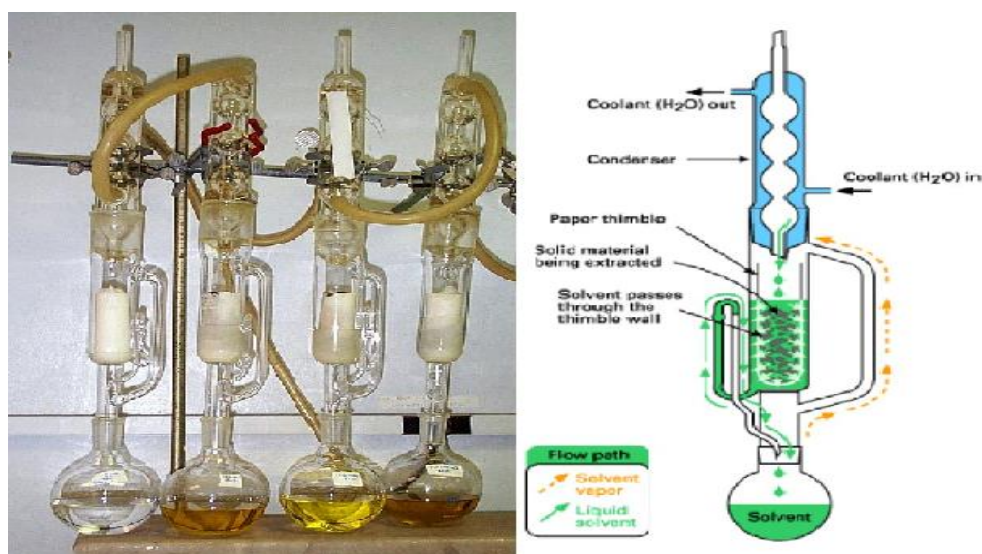 Coolant (H₂O) out
Condenser
Coolant (H₂O) in
Paper thimble
Solid material
being extracted
Solvent passes
through the
thimble wall
Flow path
Solvent
vapor
Liquid
solvent
Solvent